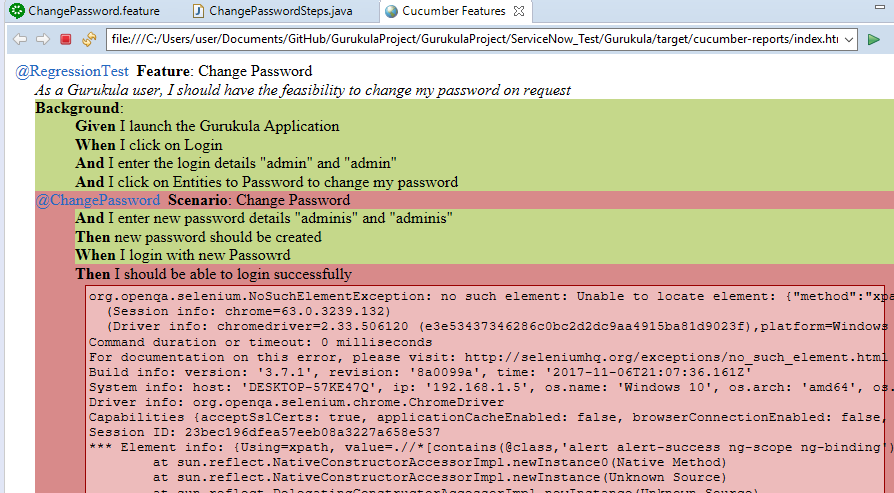 ChangePassword.feature
ChangePasswordSteps.java
Cucumber Features
file:///C:/Users/user/Documents/GitHub/GurukulaProject/GurukulaProject/ServiceNow_Test/Gurukula/target/cucumber-reports/index.htm
@RegressionTest Feature: Change Password
As a Gurukula user, I should have the feasibility to change my password on request
Background:
Given I launch the Gurukula Application
When I click on Login
And I enter the login details "admin" and "admin"
And I click on Entities to Password to change my password
@ChangePassword Scenario: Change Password
And I enter new password details "adminis" and "adminis"
Then new password should be created
When I login with new Passowrd
Then I should be able to login successfully
org.openqa.selenium.NoSuchElementException: no such element: Unable to locate element: {"method":"xpa
(Session info: chrome=63.0.3239.132)
(Driver info: chromedriver=2.33.506120 (e3e53437346286c0bc2d2dc9aa4915ba81d9023f),platform=Windows
Command duration or timeout: 0 milliseconds
For documentation on this error, please visit: http://seleniumhq.org/exceptions/no_such_element.html
Build info: version: '3.7.1', revision: '8a0099a', time: '2017-11-06T21:07:36.161Z'
System info: host: 'DESKTOP-57KE47Q', ip: '192.168.1.5', os.name: 'Windows 10', os.arch: 'amd64', os.
Driver info: org.openqa.selenium.chrome.ChromeDriver
Capabilities {acceptSslCerts: true, applicationCacheEnabled: false, browserConnectionEnabled: false,
Session ID: 23bec196dfea57eeb08a3227a658e537
*** Element info: {Using=xpath, value=.//*[contains(@class,'alert alert-success ng-scope ng-binding')
at sun.reflect.NativeConstructorAccessorImpl.newInstance0(Native Method)
at sun.reflect.NativeConstructorAccessorImpl.newInstance(Unknown Source)
at sun.reflect.DelegatingConstructorAccessorImpl.newInstance(Unknown Source)